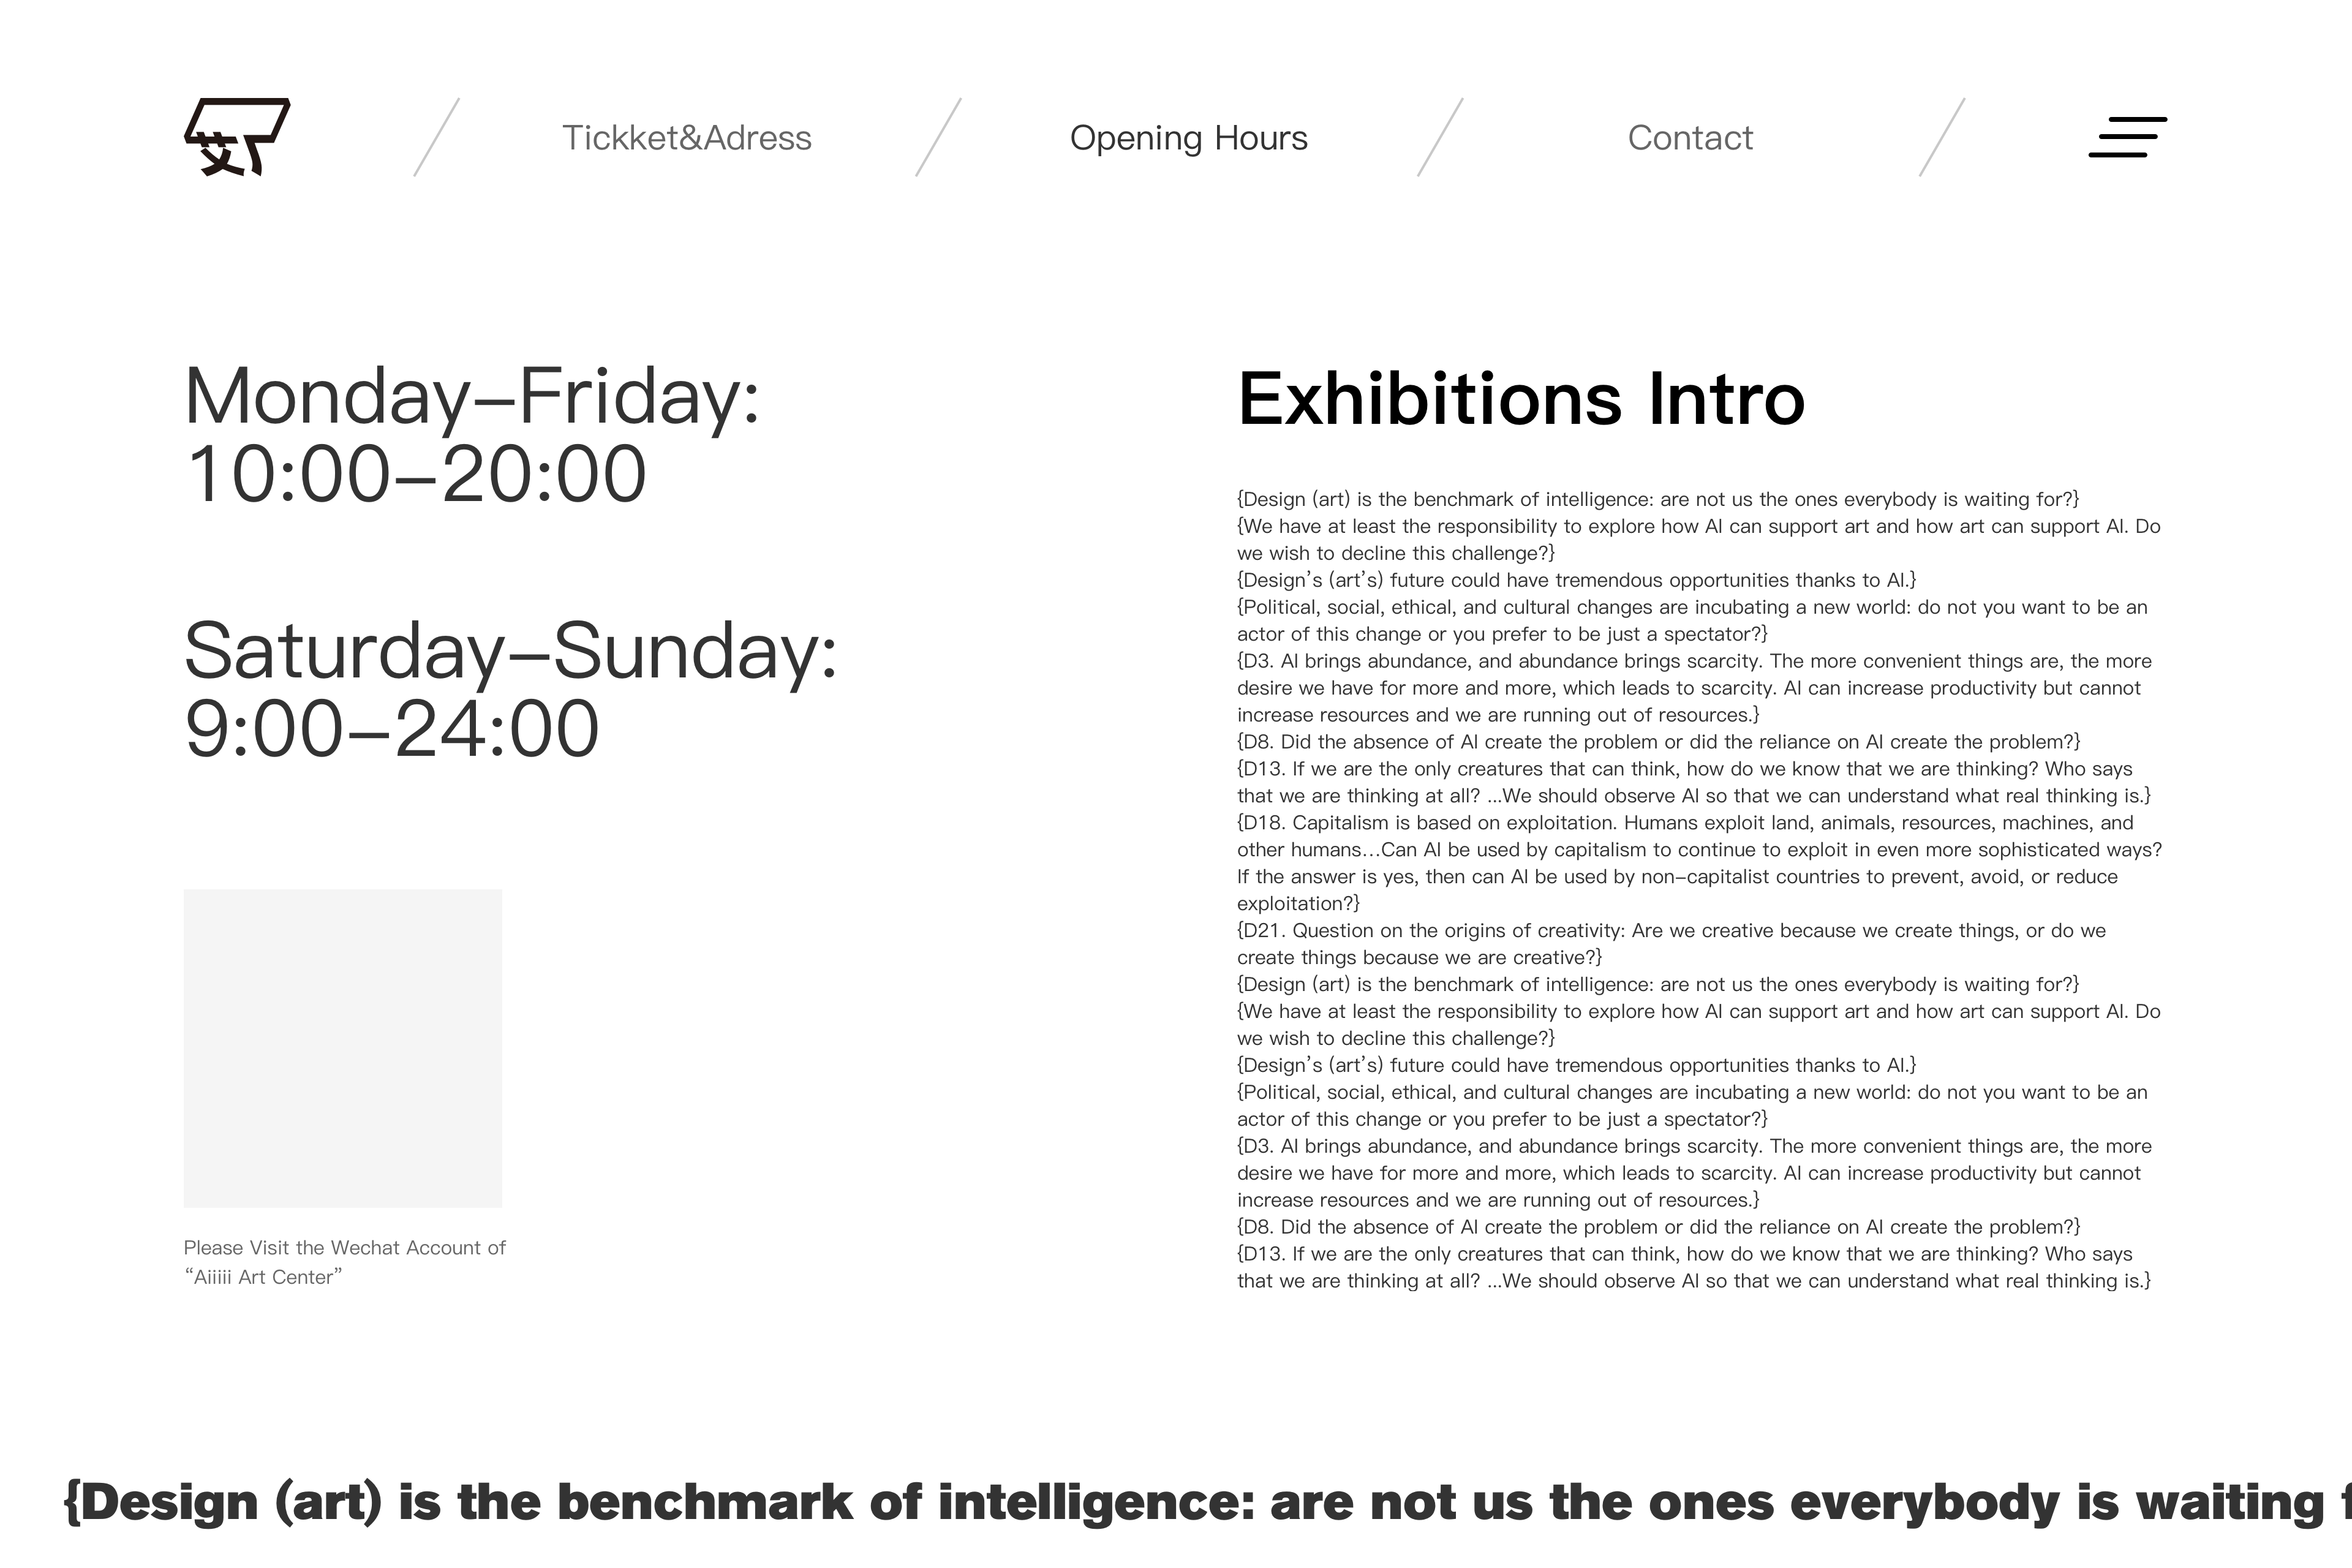 Tickket&Adress
Opening Hours
Contact
Monday–Friday:
10:00–20:00
Saturday–Sunday:
9:00–24:00
Please Visit the Wechat Account of
“Aiiiii Art Center”
Exhibitions Intro
{Design (art) is the benchmark of intelligence: are not us the ones everybody is waiting for?}
{We have at least the responsibility to explore how AI can support art and how art can support AI. Do
we wish to decline this challenge?}
{Design’s (art’s) future could have tremendous opportunities thanks to AI.}
{Political, social, ethical, and cultural changes are incubating a new world: do not you want to be an
actor of this change or you prefer to be just a spectator?}
{D3. AI brings abundance, and abundance brings scarcity. The more convenient things are, the more
desire we have for more and more, which leads to scarcity. AI can increase productivity but cannot
increase resources and we are running out of resources.}
{D8. Did the absence of AI create the problem or did the reliance on AI create the problem?}
{D13. If we are the only creatures that can think, how do we know that we are thinking? Who says
that we are thinking at all? ...We should observe AI so that we can understand what real thinking is.}
{D18. Capitalism is based on exploitation. Humans exploit land, animals, resources, machines, and
other humans…Can AI be used by capitalism to continue to exploit in even more sophisticated ways?
If the answer is yes, then can AI be used by non–capitalist countries to prevent, avoid, or reduce
exploitation?}
{D21. Question on the origins of creativity: Are we creative because we create things, or do we
create things because we are creative?}
{Design (art) is the benchmark of intelligence: are not us the ones everybody is waiting for?}
{We have at least the responsibility to explore how AI can support art and how art can support AI. Do
we wish to decline this challenge?}
{Design’s (art’s) future could have tremendous opportunities thanks to AI.}
{Political, social, ethical, and cultural changes are incubating a new world: do not you want to be an
actor of this change or you prefer to be just a spectator?}
{D3. AI brings abundance, and abundance brings scarcity. The more convenient things are, the more
desire we have for more and more, which leads to scarcity. AI can increase productivity but cannot
increase resources and we are running out of resources.}
{D8. Did the absence of AI create the problem or did the reliance on AI create the problem?}
{D13. If we are the only creatures that can think, how do we know that we are thinking? Who says
that we are thinking at all? ...We should observe AI so that we can understand what real thinking is.}
{Design (art) is the benchmark of intelligence: are not us the ones everybody is waiting